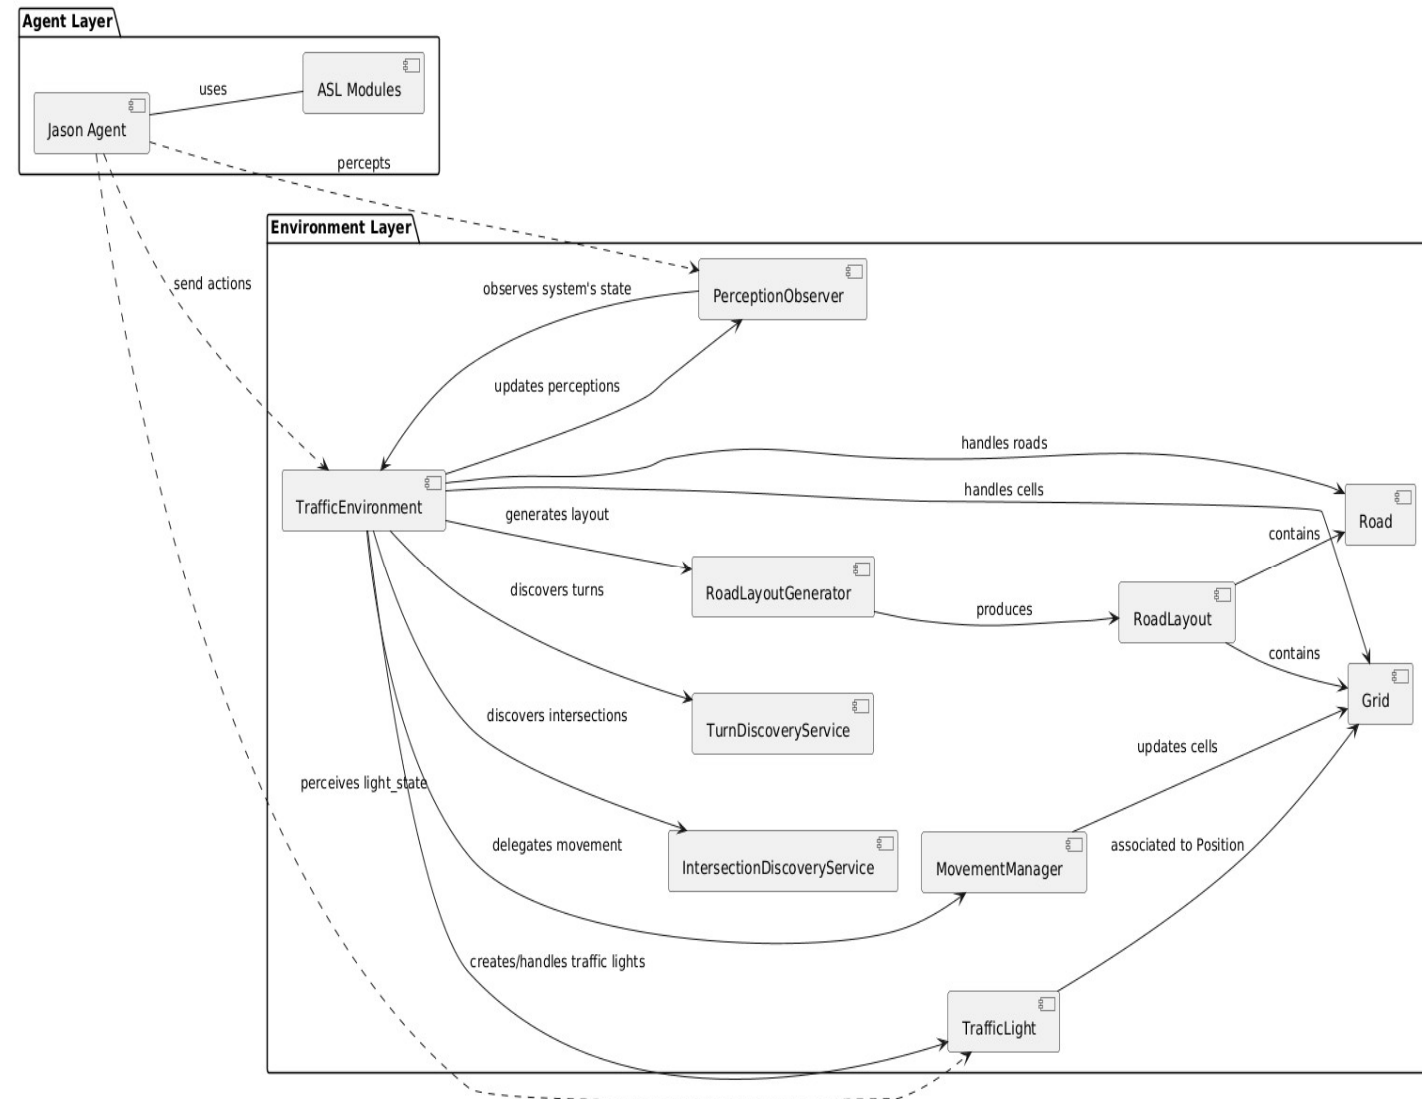 Agent Layer
ASL Modules
uses
Jason Agent
percepts
Environment Layer
send actions
observes system's state
PerceptionObserver
updates perceptions
handles roads
handles cells
TrafficEnvironment
generates layout
Road
contains
discovers turns
RoadLayoutGenerator
produces
RoadLayout
contains
Grid
discovers intersections
TurnDiscoveryService
updates cells
perceives light_state
delegates movement
associated to Position
IntersectionDiscoveryService
MovementManager
creates/handles traffic lights
TrafficLight